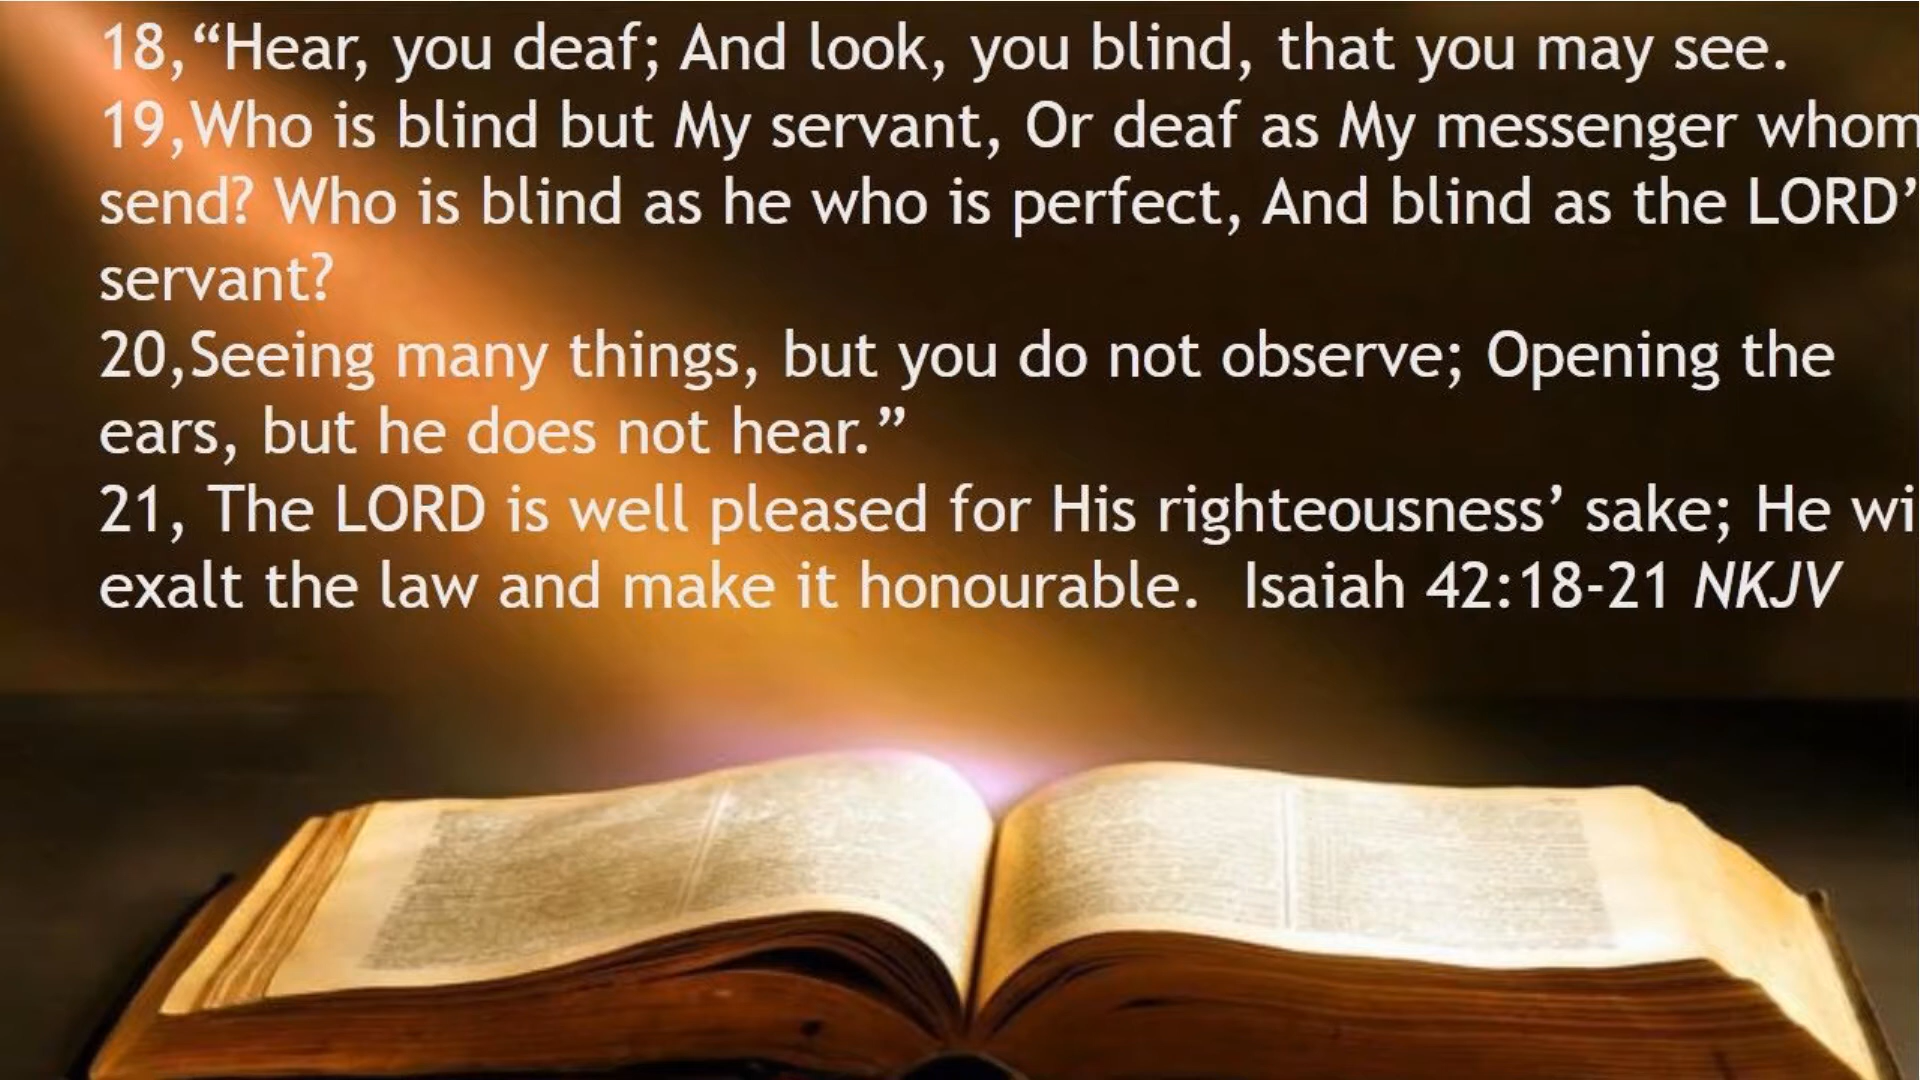 18,“Hear, you deaf; And look, you blind, that you may see.
19,Who is blind but My servant, Or deaf as My messenger whom
send? Who is blind as he who is perfect, And blind as the LORD’
servant?
20,Seeing many things, but you do not observe; Opening the
ears, but he does not hear.”
21, The LORD is well pleased for His righteousness’ sake; He wi
exalt the law and make it honourable.  Isaiah 42:18-21 NKJV